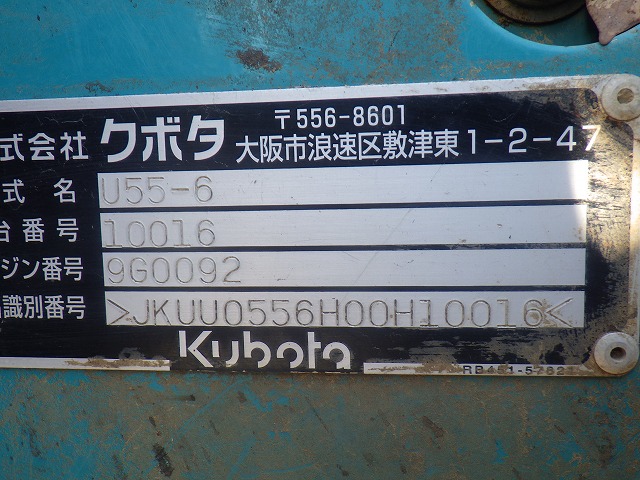 式会社 クボタ 〒556-8601
大阪市浪速区敷津東1-2-47
式 名 U55-6
台番号 10016
ジン番号 9G0092
識別番号 >JKUU0556H00H10016<
Kubota